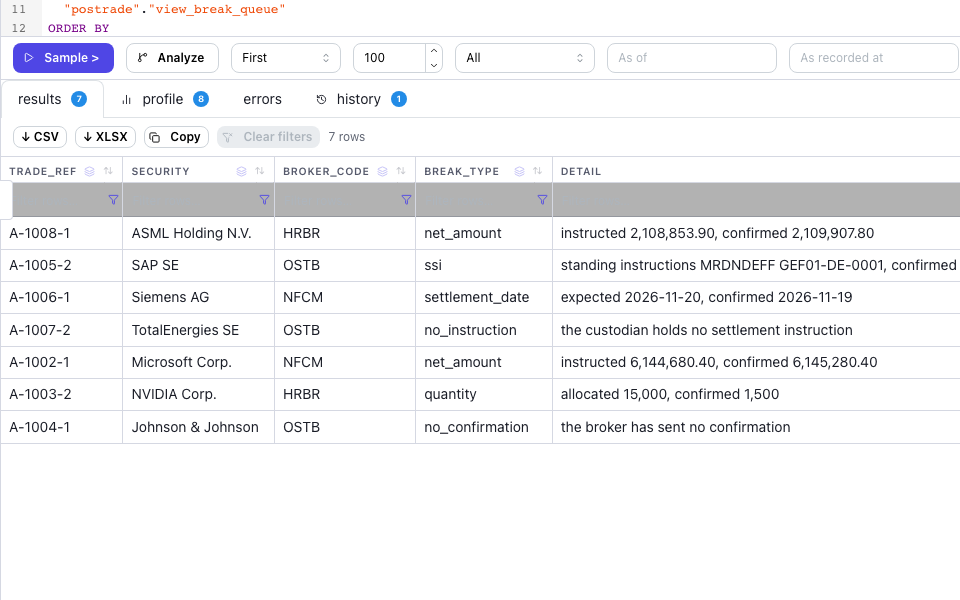 11 "postrade"."view_break_queue"
12 ORDER BY
Sample > Analyze First 100 All As of As recorded at
results 7 profile 8 errors history 1
CSV XLSX Copy Clear filters 7 rows
TRADE_REF SECURITY BROKER_CODE BREAK_TYPE DETAIL
A-1008-1 ASML Holding N.V. HRBR net_amount instructed 2,108,853.90, confirmed 2,109,907.80
A-1005-2 SAP SE OSTB ssi standing instructions MRDNDEFF GEF01-DE-0001, confirmed
A-1006-1 Siemens AG NFCM settlement_date expected 2026-11-20, confirmed 2026-11-19
A-1007-2 TotalEnergies SE OSTB no_instruction the custodian holds no settlement instruction
A-1002-1 Microsoft Corp. NFCM net_amount instructed 6,144,680.40, confirmed 6,145,280.40
A-1003-2 NVIDIA Corp. HRBR quantity allocated 15,000, confirmed 1,500
A-1004-1 Johnson & Johnson OSTB no_confirmation the broker has sent no confirmation